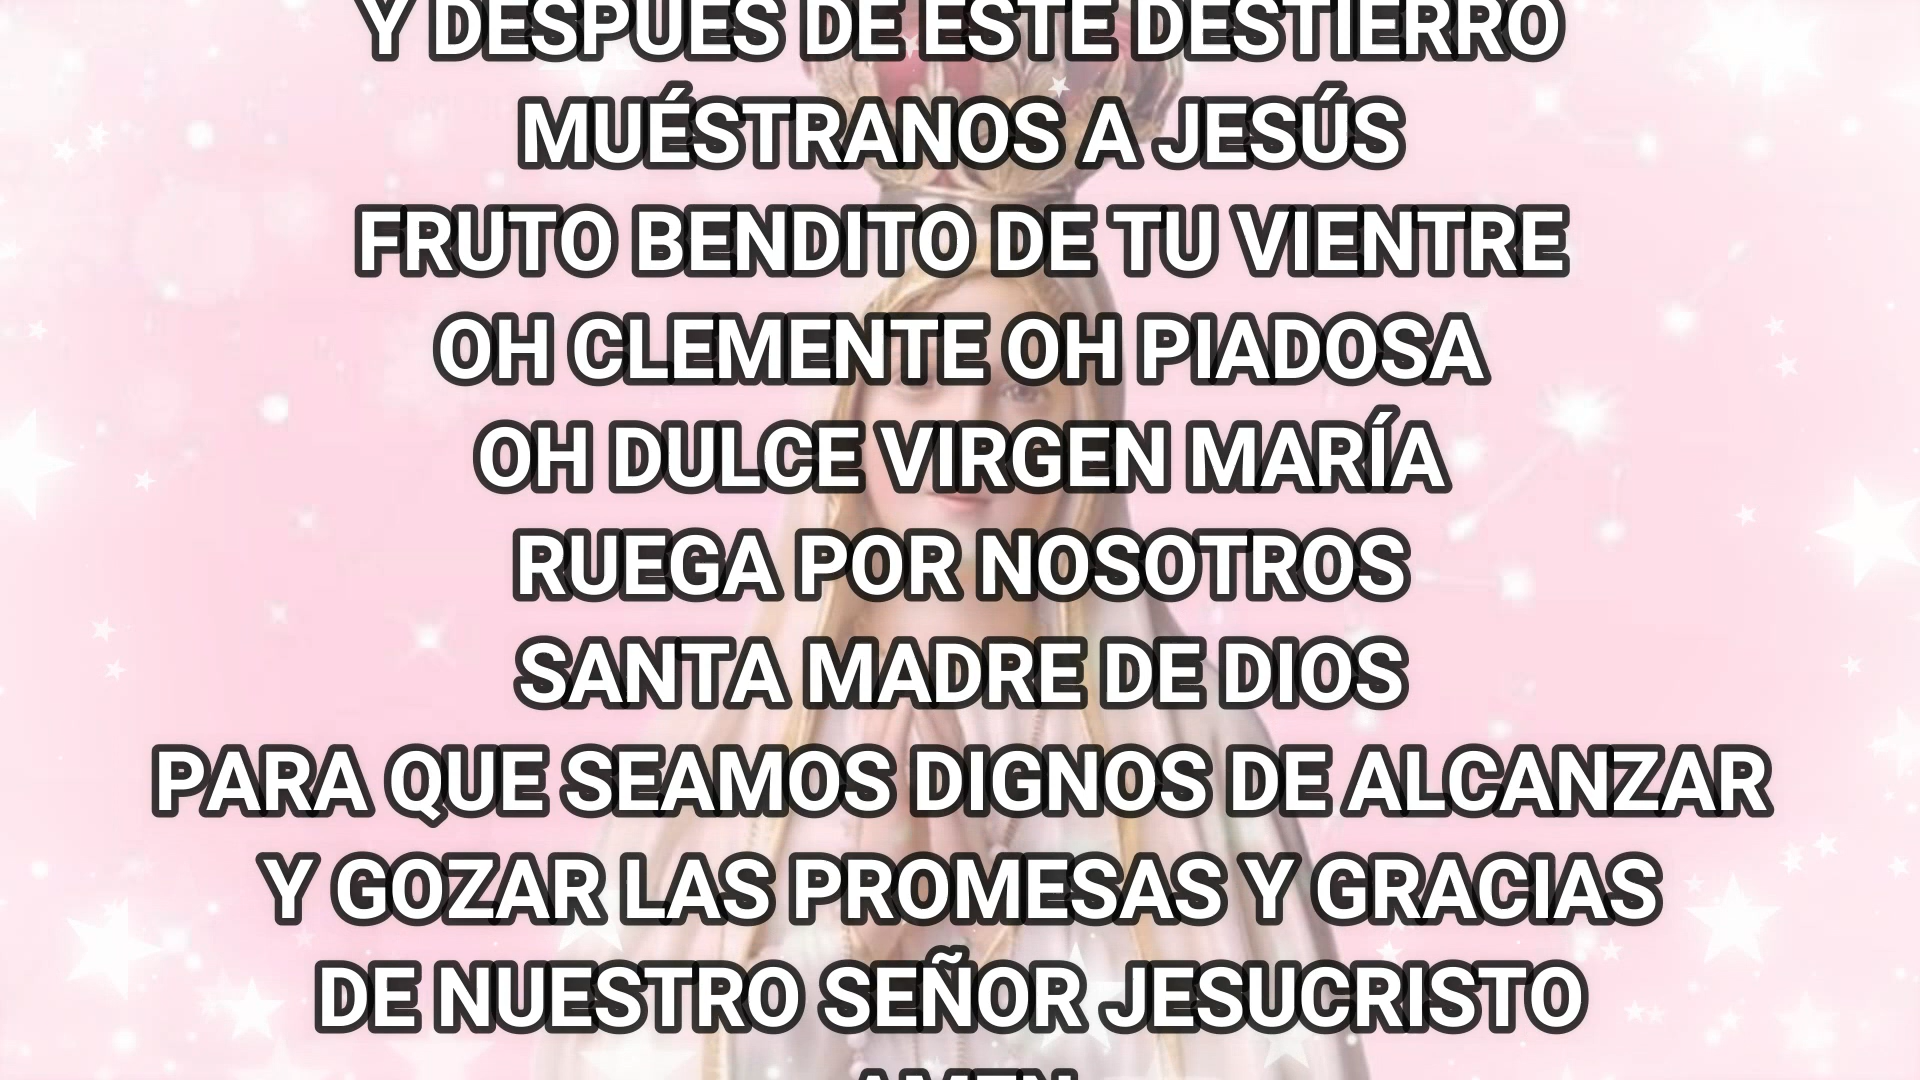 Y DESPUES DE ESTE DESTIERRO
MUÉSTRANOS A JESÚS
FRUTO BENDITO DE TU VIENTRE
OH CLEMENTE OH PIADOSA
OH DULCE VIRGEN MARÍA
RUEGA POR NOSOTROS
SANTA MADRE DE DIOS
PARA QUE SEAMOS DIGNOS DE ALCANZAR
Y GOZAR LAS PROMESAS Y GRACIAS
DE NUESTRO SEÑOR JESUCRISTO